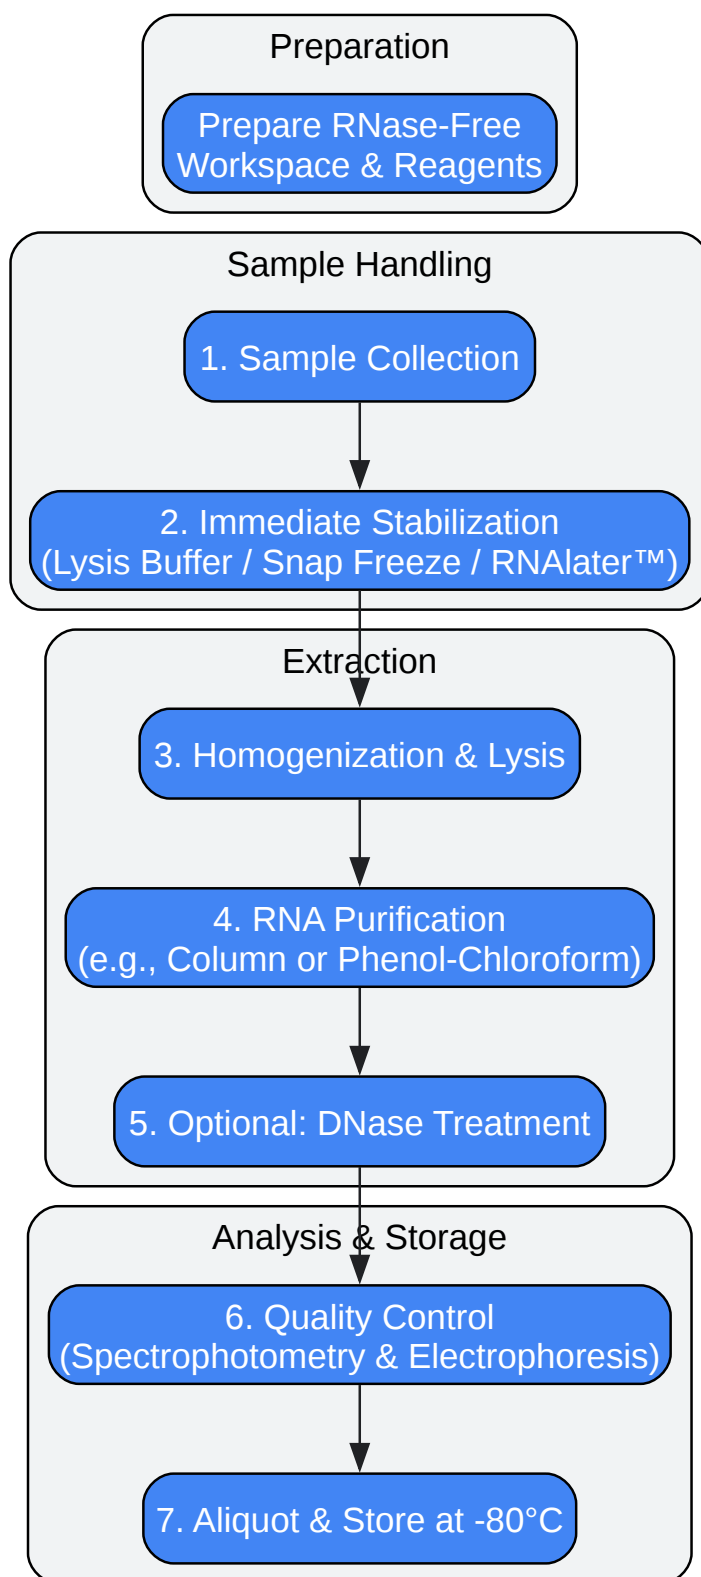 Preparation
Prepare RNase-Free
Workspace & Reagents
Sample Handling
1. Sample Collection
2. Immediate Stabilization
(Lysis Buffer / Snap Freeze / RNAlater™)
Extraction
3. Homogenization & Lysis
4. RNA Purification
(e.g., Column or Phenol-Chloroform)
5. Optional: DNase Treatment
Analysis & Storage
6. Quality Control
(Spectrophotometry & Electrophoresis)
7. Aliquot & Store at -80°C